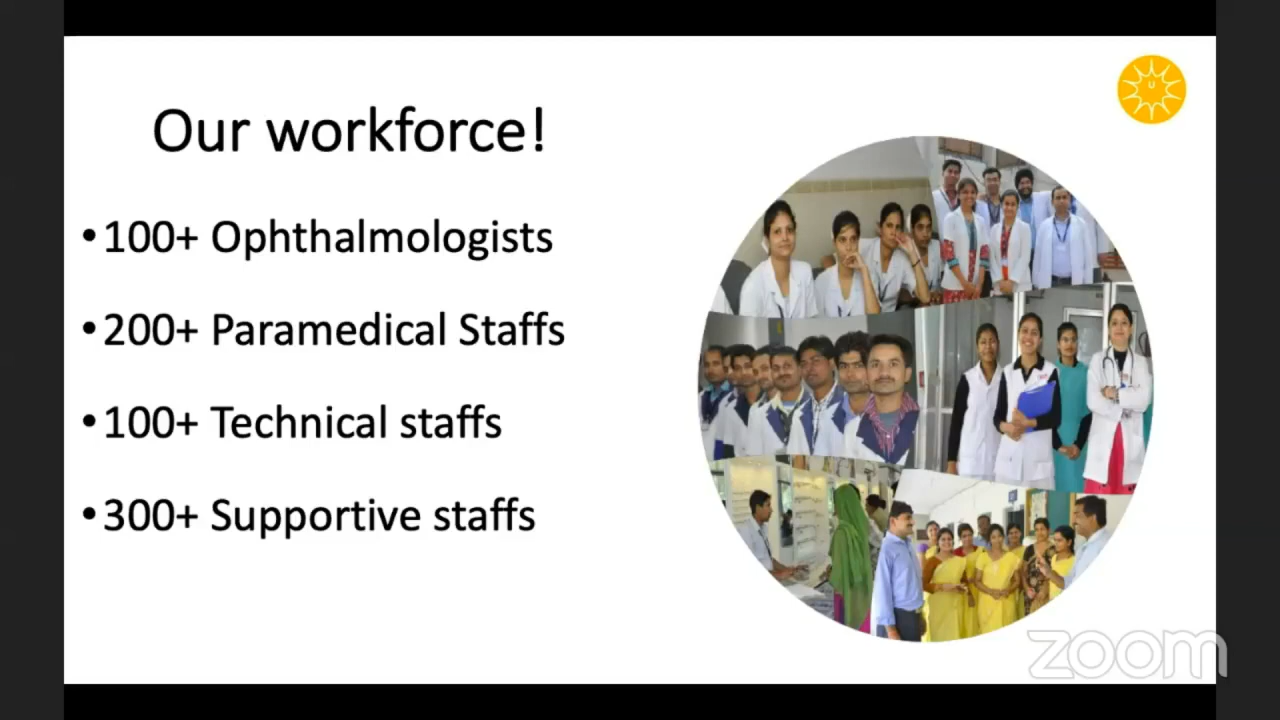 Our workforce!
•100+ Ophthalmologists
•200+ Paramedical Staffs
•100+ Technical staffs
•300+ Supportive staffs
zoom